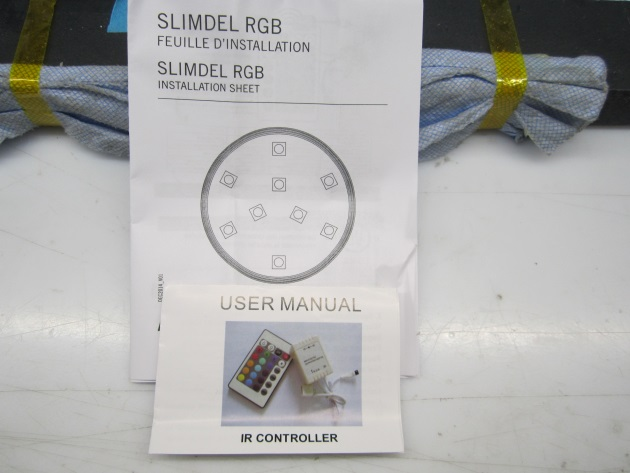 SLIMDEL RGB
FEUILLE D'INSTALLATION
SLIMDEL RGB
INSTALLATION SHEET
USER MANUAL
IR CONTROLLER